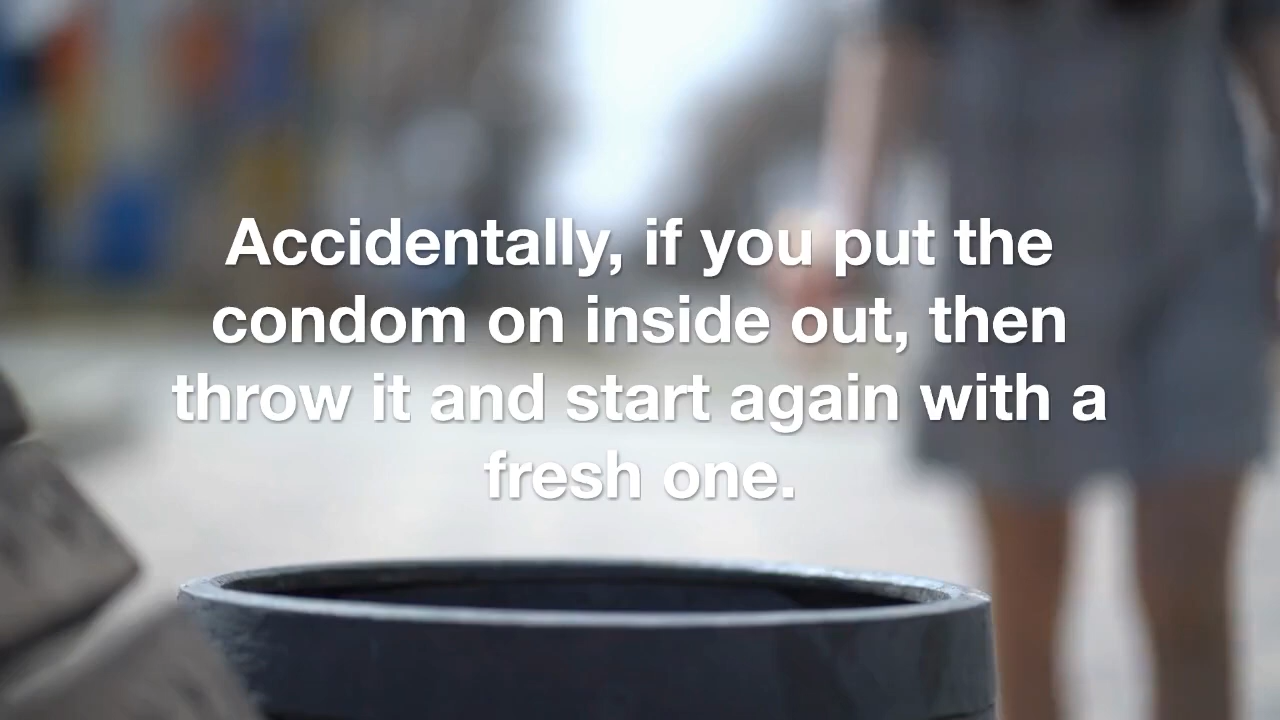 Accidentally, if you put the
condom on inside out, then
throw it and start again with a
fresh one.